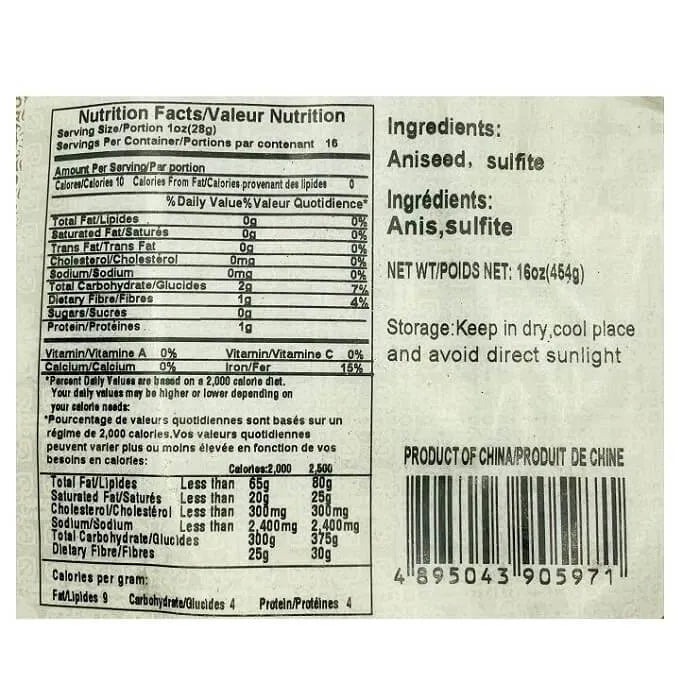 Nutrition Facts/Valeur Nutrition
Serving Size/Portion 1oz(28g)
Servings Per Container/Portions par contenant 16
Amount Per Serving/Par portion
Calores/Calories 10 Calories From Fat/Calories provenant des lipides 0
% Daily Value%Valeur Quotidience*
Total Fat/Lipides 0g 0%
Saturated Fat/Saturés 0g 0%
Trans Fat/Trans Fat 0g 0%
Cholesterol/Cholestérol 0mg 0%
Sodium/Sodium 0mg 0%
Total Carbohydrate/Glucides 2g 7%
Dietary Fibre/Fibres 1g 4%
Sugars/Sucres 0g
Protein/Protéines 1g
Vitamin/Vitamine A 0% Vitamin/Vitamine C 0%
Calcium/Calcium 0% Iron/Fer 15%
*Percent Daily Values are based on a 2,000 calorie diet.
Your daily values may be higher or lower depending on
your calorie needs:
*Pourcentage de valeurs quotidiennes sont basés sur un
régime de 2,000 calories.Vos valeurs quotidiennes
peuvent varier plus ou moins élevée en fonction de vos
besoins en calories:
Calories:2,000 2,500
Total Fat/Lipides Less than 65g 80g
Saturated Fat/Saturés Less than 20g 25g
Cholesterol/Cholestérol Less than 300mg 300mg
Sodium/Sodium Less than 2,400mg 2,400mg
Total Carbohydrate/Glucides 300g 375g
Dietary Fibre/Fibres 25g 30g
Calories per gram:
Fat/Lipides 9 Carbohydrate/Glucides 4 Protein/Protéines 4
Ingredients:
Aniseed, sulfite
Ingrédients:
Anis,sulfite
NET WT/POIDS NET: 16oz(454g)
Storage:Keep in dry,cool place
and avoid direct sunlight
PRODUCT OF CHINA/PRODUIT DE CHINE
4 895043 905971